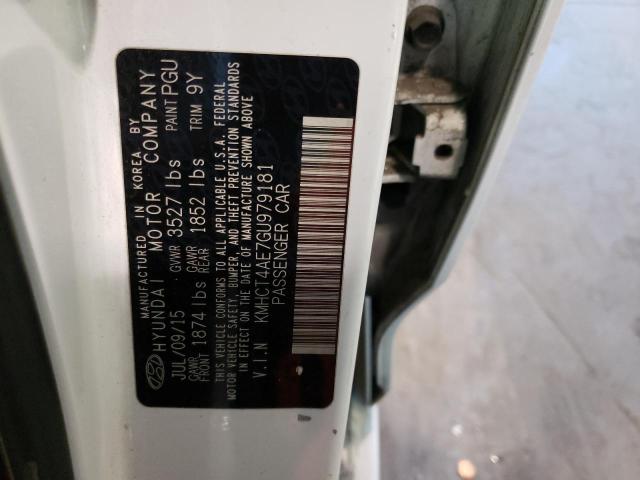 MANUFACTURED IN KOREA BY
HYUNDAI MOTOR COMPANY
JUL/09/15 GVWR 3527 lbs PAINT PGU
GAWR FRONT 1874 lbs GAWR REAR 1852 lbs TRIM 9Y
THIS VEHICLE CONFORMS TO ALL APPLICABLE U.S.A. FEDERAL
MOTOR VEHICLE SAFETY, BUMPER, AND THEFT PREVENTION STANDARDS
IN EFFECT ON THE DATE OF MANUFACTURE SHOWN ABOVE
V.I.N KMHCT4AE7GU979181
PASSENGER CAR